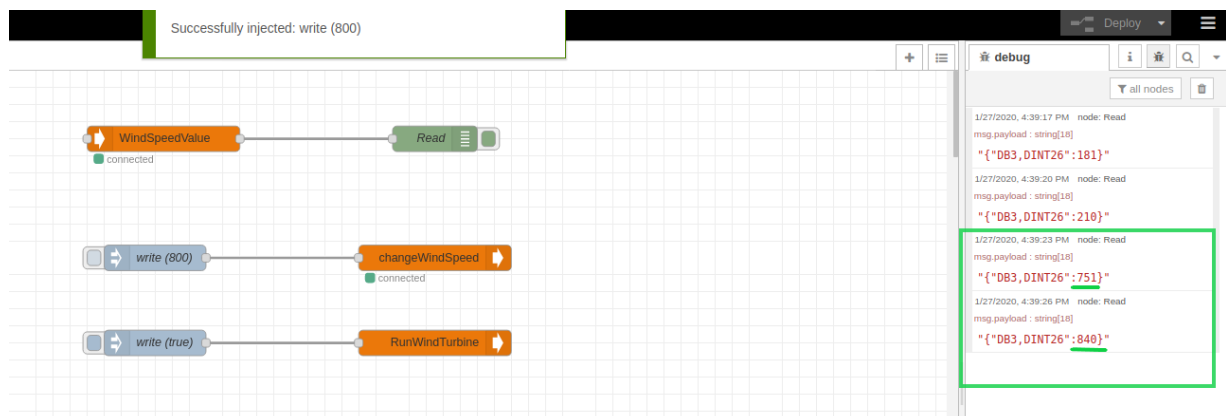 Successfully injected: write (800)
Deploy
debug
i
all nodes
WindSpeedValue
Read
connected
write (800)
changeWindSpeed
connected
write (true)
RunWindTurbine
1/27/2020, 4:39:17 PM node: Read
msg.payload : string[18]
"{"DB3,DINT26":181}"
1/27/2020, 4:39:20 PM node: Read
msg.payload : string[18]
"{"DB3,DINT26":210}"
1/27/2020, 4:39:23 PM node: Read
msg.payload : string[18]
"{"DB3,DINT26":751}"
1/27/2020, 4:39:26 PM node: Read
msg.payload : string[18]
"{"DB3,DINT26":840}"